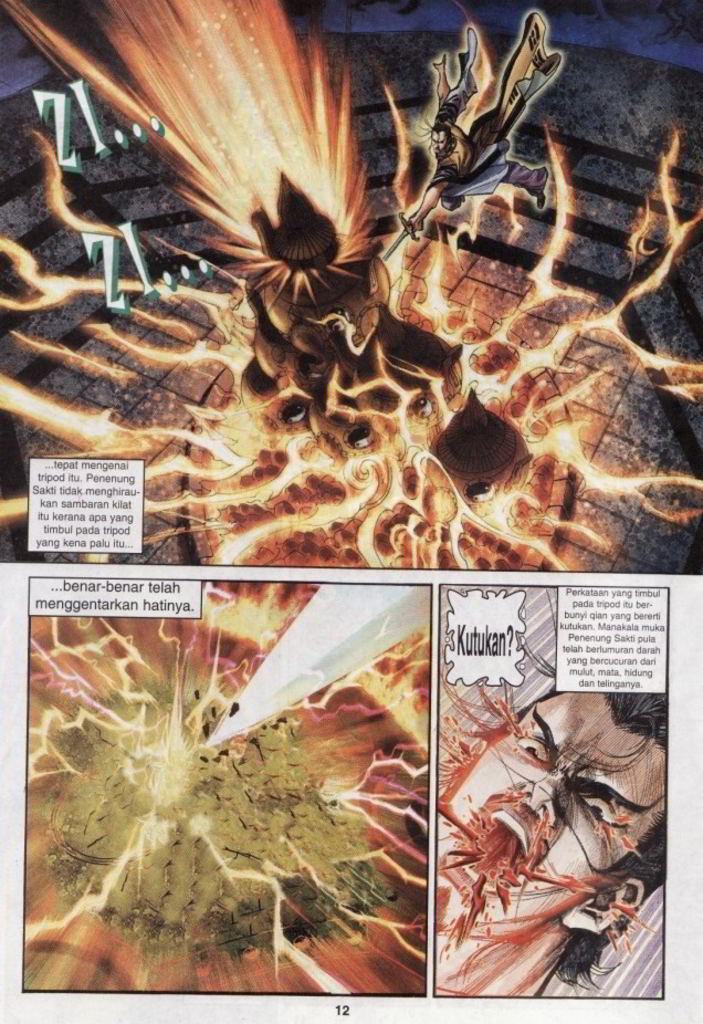 ZI...
ZI...
...tepat mengenai
tripod itu. Penenung
Sakti tidak menghirau-
kan sambaran kilat
itu kerana apa yang
timbul pada tripod
yang kena palu itu...
...benar-benar telah
menggentarkan hatinya.
Kutukan?
Perkataan yang timbul
pada tripod itu ber-
bunyi qian yang bererti
kutukan. Manakala muka
Penenung Sakti pula
telah berlumuran darah
yang bercucuran dari
mulut, mata, hidung
dan telinganya.
12